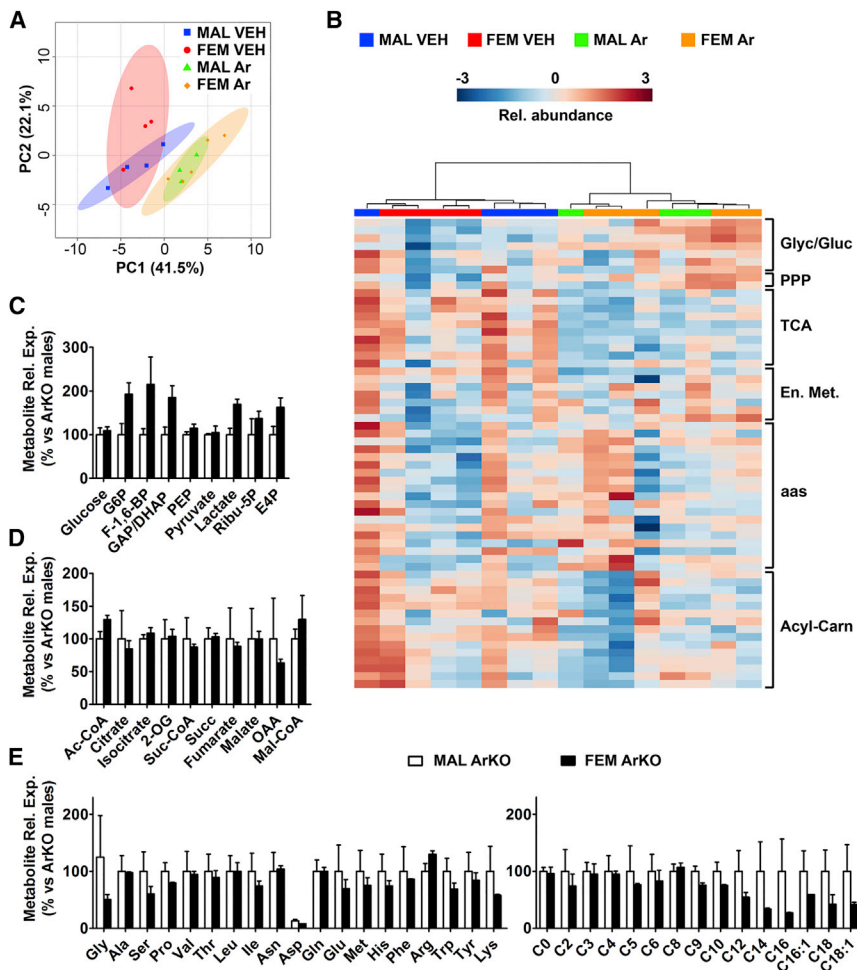 A
MAL VEH
FEM VEH
MAL Ar
FEM Ar
PC2 (22.1%)
10
5
0
-5
-10 -5 0 5 10
PC1 (41.5%)
B
MAL VEH FEM VEH MAL Ar FEM Ar
-3 0 3
Rel. abundance
Glyc/Gluc
PPP
TCA
En. Met.
aas
Acyl-Carn
C
Metabolite Rel. Exp.
(% vs ArKO males)
300
200
100
0
Glucose
G6P
F-1,6-BP
GAP/DHAP
PEP
Pyruvate
Lactate
Ribu-5P
E4P
D
Metabolite Rel. Exp.
(% vs ArKO males)
200
150
100
50
0
Ac-CoA
Citrate
Isocitrate
2-OG
Suc-CoA
Succ
Fumarate
Malate
OAA
Mal-CoA
E
MAL ArKO FEM ArKO
Metabolite Rel. Exp.
(% vs ArKO males)
200
100
0
Gly
Ala
Ser
Pro
Val
Thr
Leu
Ile
Asn
Asp
Gln
Glu
Met
His
Phe
Arg
Trp
Tyr
Lys
200
100
0
C0
C2
C3
C4
C5
C6
C8
C9
C10
C12
C14
C16
C16:1
C18
C18:1